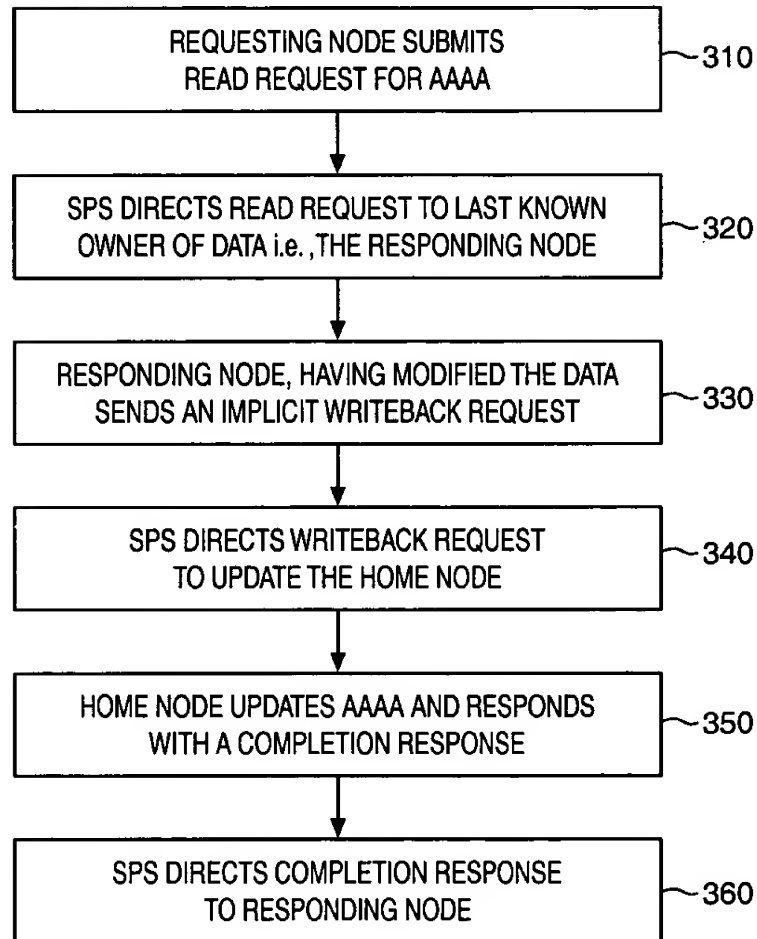 REQUESTING NODE SUBMITS
READ REQUEST FOR AAAA
310
SPS DIRECTS READ REQUEST TO LAST KNOWN
OWNER OF DATA i.e.,THE RESPONDING NODE
320
RESPONDING NODE, HAVING MODIFIED THE DATA
SENDS AN IMPLICIT WRITEBACK REQUEST
330
SPS DIRECTS WRITEBACK REQUEST
TO UPDATE THE HOME NODE
340
HOME NODE UPDATES AAAA AND RESPONDS
WITH A COMPLETION RESPONSE
350
SPS DIRECTS COMPLETION RESPONSE
TO RESPONDING NODE
360